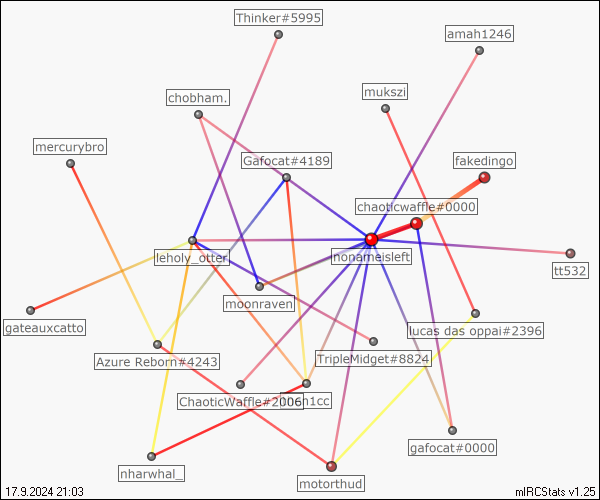 Thinker#5995
amah1246
chobham.
mukszi
mercurybro
Gafocat#4189
fakedingo
chaoticwaffle#0000
nonameisleft
leholy_otter
tt532
moonraven
gateauxcatto
lucas das oppai#2396
Azure Reborn#4243
TripleMidget#8824
ChaoticWaffle#2006
gafocat#0000
nharwhal_
motorthud
17.9.2024 21:03
mIRCStats v1.25